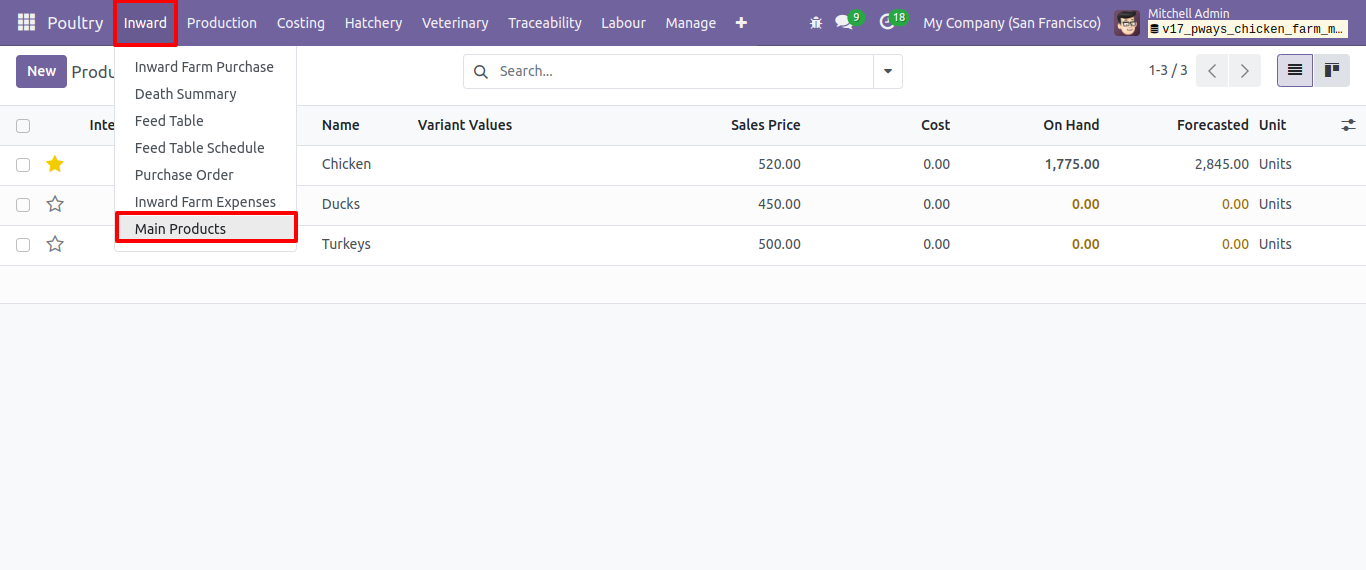 Poultry Inward Production Costing Hatchery Veterinary Traceability Labour Manage 9 18 My Company (San Francisco) Mitchell Admin
v17_pways_chicken_farm_m...
New Produ Search... 1-3 / 3
Inward Farm Purchase
Death Summary
Feed Table
Feed Table Schedule
Purchase Order
Inward Farm Expenses
Main Products
Inte Name Variant Values Sales Price Cost On Hand Forecasted Unit
Chicken 520.00 0.00 1,775.00 2,845.00 Units
Ducks 450.00 0.00 0.00 0.00 Units
Turkeys 500.00 0.00 0.00 0.00 Units